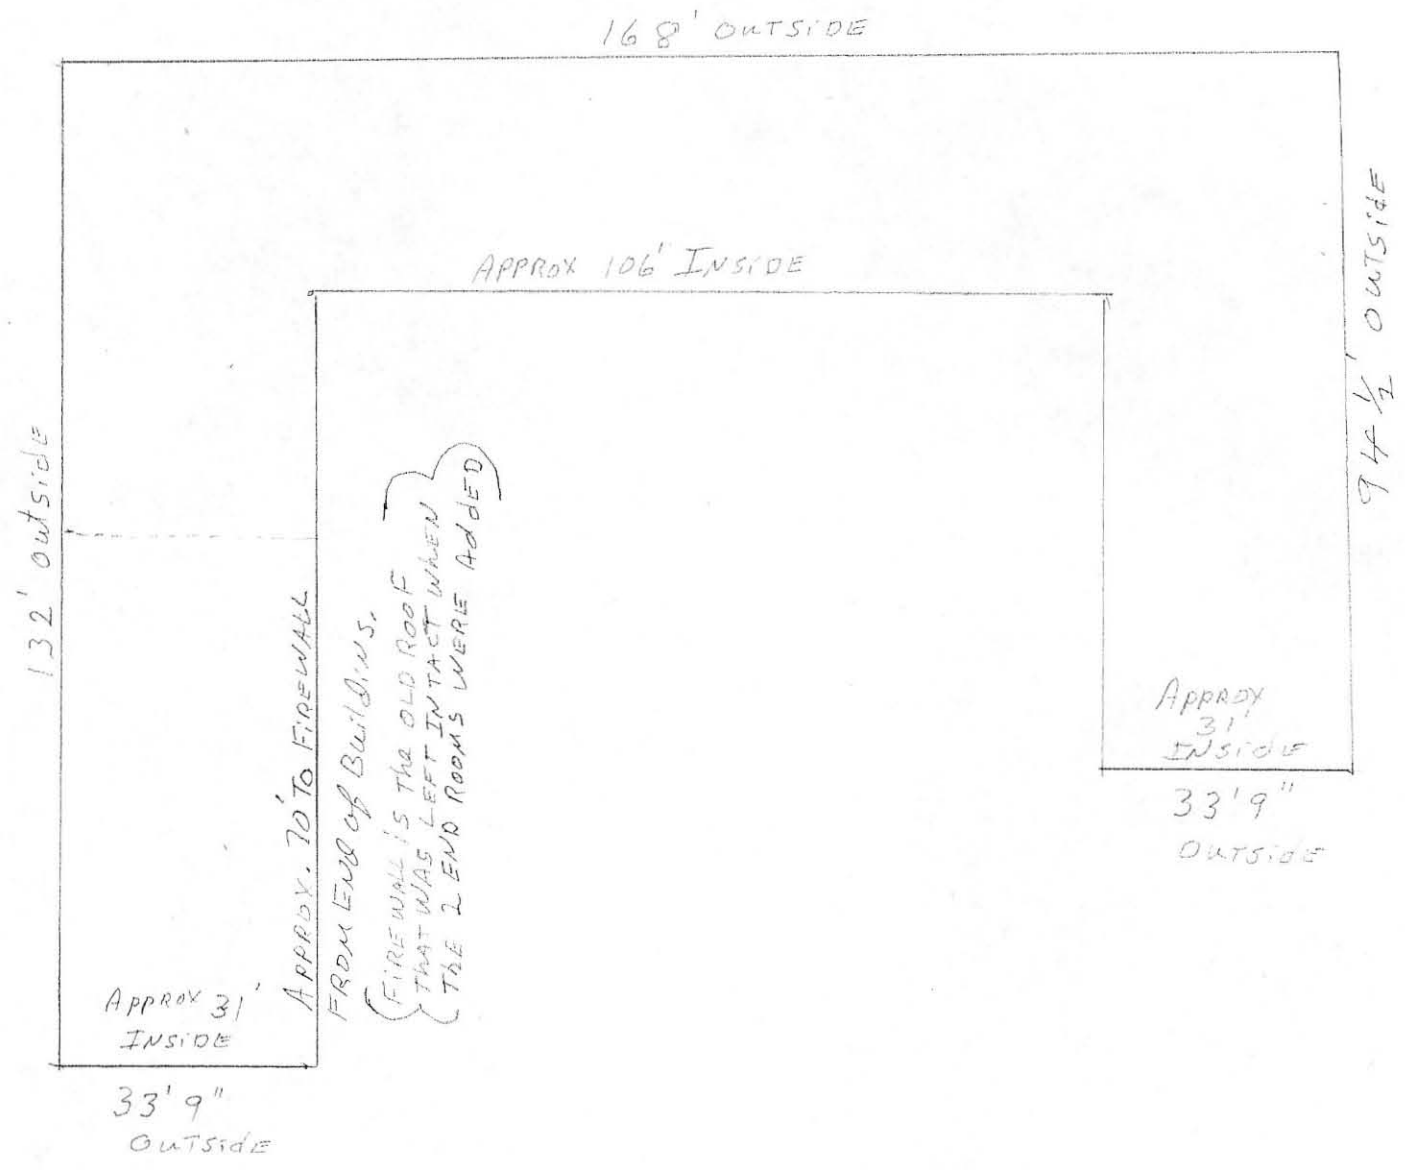 168' OUTSIDE
APPROX 106' INSIDE
94 ½' OUTSIDE
132' OUTSIDE
APPROX. 70' TO FIREWALL
FROM END OF BUILDINS.
(FIREWALL IS THE OLD ROOF
THAT WAS LEFT INTACT WHEN
THE 2 END ROOMS WERE ADDED)
APPROX
31'
INSIDE
33'9"
OUTSIDE
APPROX 31'
INSIDE
33'9"
OUTSIDE